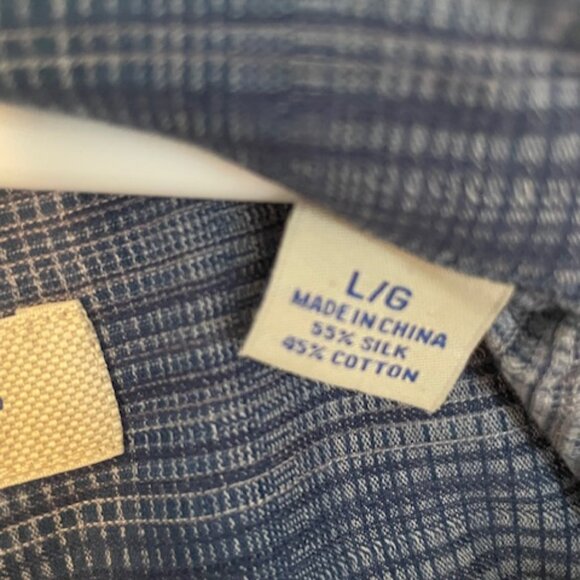 L/G
MADE IN CHINA
55% SILK
45% COTTON